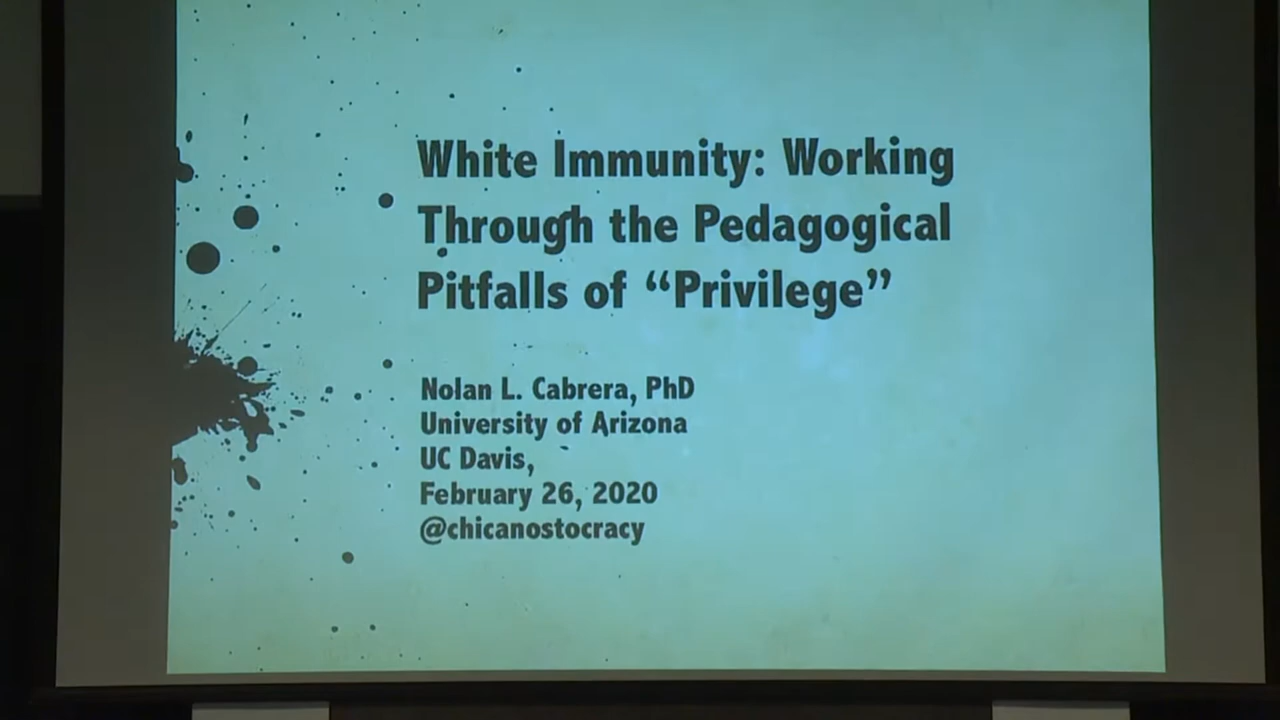 White Immunity: Working
Through the Pedagogical
Pitfalls of “Privilege”
Nolan L. Cabrera, PhD
University of Arizona
UC Davis,
February 26, 2020
@chicanostocracy